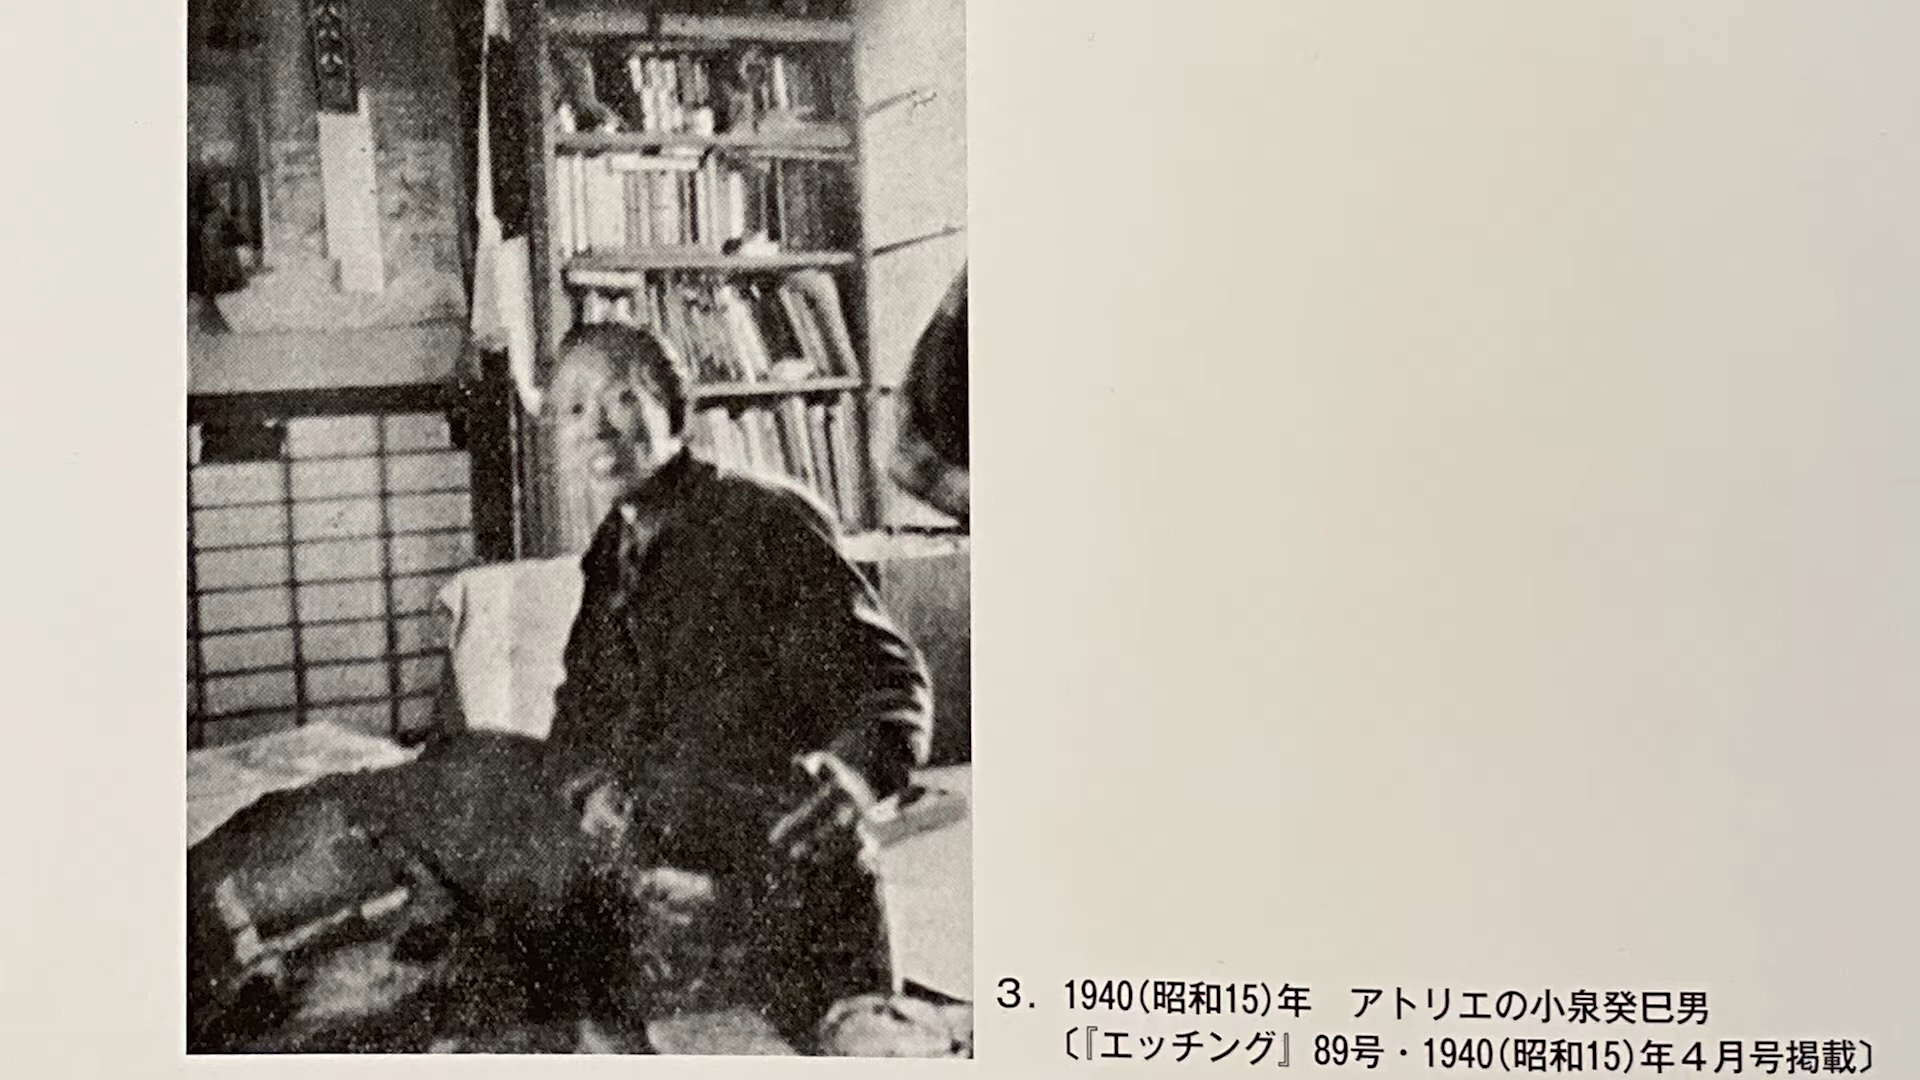 3. 1940(昭和15)年 アトリエの小泉癸巳男
〔『エッチング』89号・1940(昭和15)年4月号掲載〕